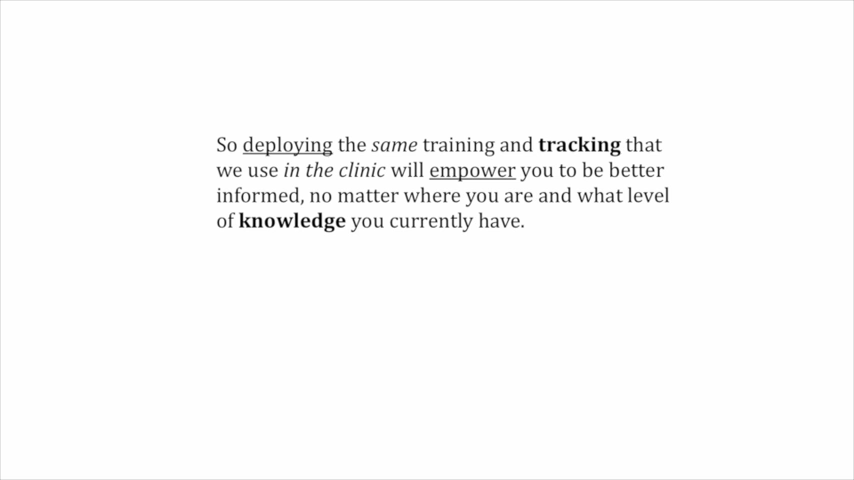 So deploying the same training and tracking that
we use in the clinic will empower you to be better
informed, no matter where you are and what level
of knowledge you currently have.